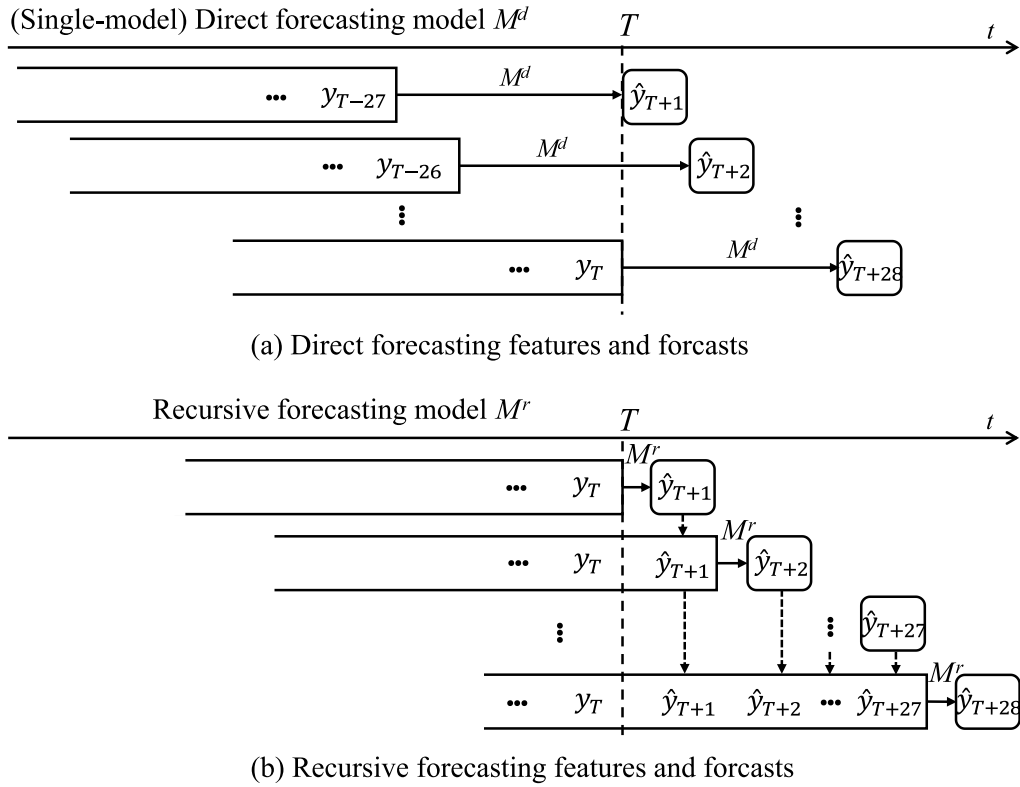 (Single-model) Direct forecasting model M^d
T
t
••• y_{T−27} M^d ŷ_{T+1}
••• y_{T−26} M^d ŷ_{T+2}
••• y_T M^d ŷ_{T+28}
(a) Direct forecasting features and forcasts
Recursive forecasting model M^r
T
t
••• y_T M^r ŷ_{T+1}
••• y_T ŷ_{T+1} M^r ŷ_{T+2}
ŷ_{T+27}
••• y_T ŷ_{T+1} ŷ_{T+2} ••• ŷ_{T+27} M^r ŷ_{T+28}
(b) Recursive forecasting features and forcasts